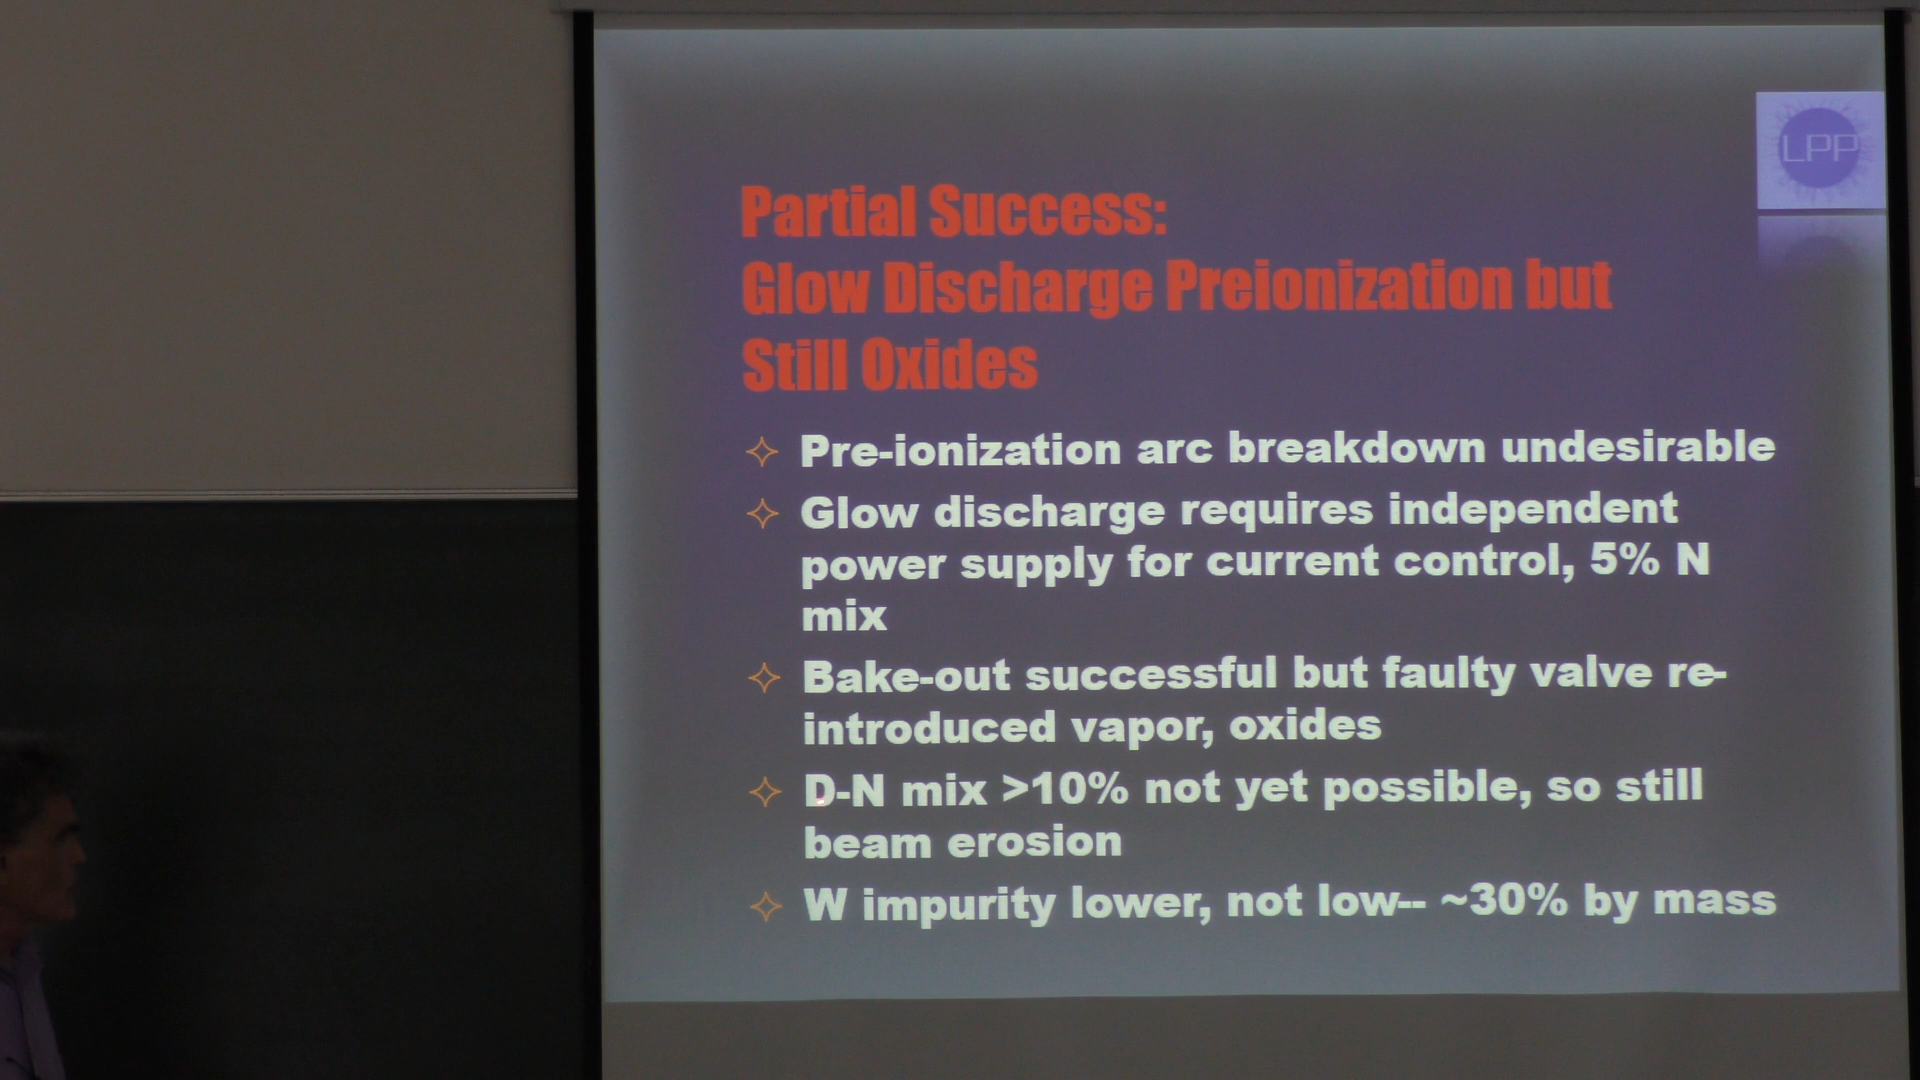 LPP
Partial Success:
Glow Discharge Preionization but
Still Oxides
Pre-ionization arc breakdown undesirable
Glow discharge requires independent
power supply for current control, 5% N
mix
Bake-out successful but faulty valve re-
introduced vapor, oxides
D-N mix >10% not yet possible, so still
beam erosion
W impurity lower, not low-- ~30% by mass